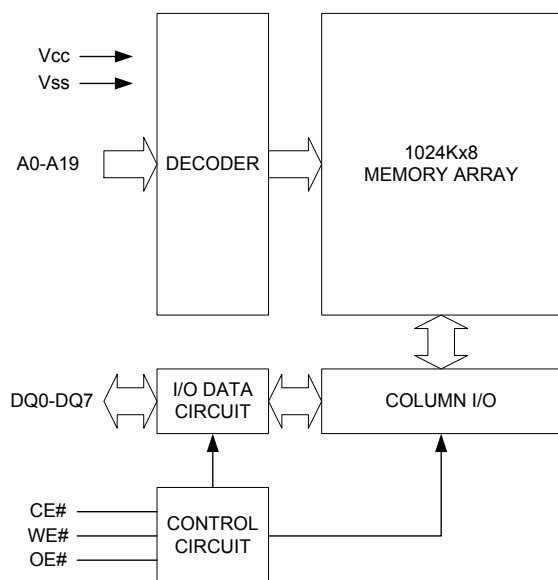 Vcc
Vss
A0-A19
DECODER
1024Kx8
MEMORY ARRAY
DQ0-DQ7
I/O DATA
CIRCUIT
COLUMN I/O
CE#
WE#
OE#
CONTROL
CIRCUIT